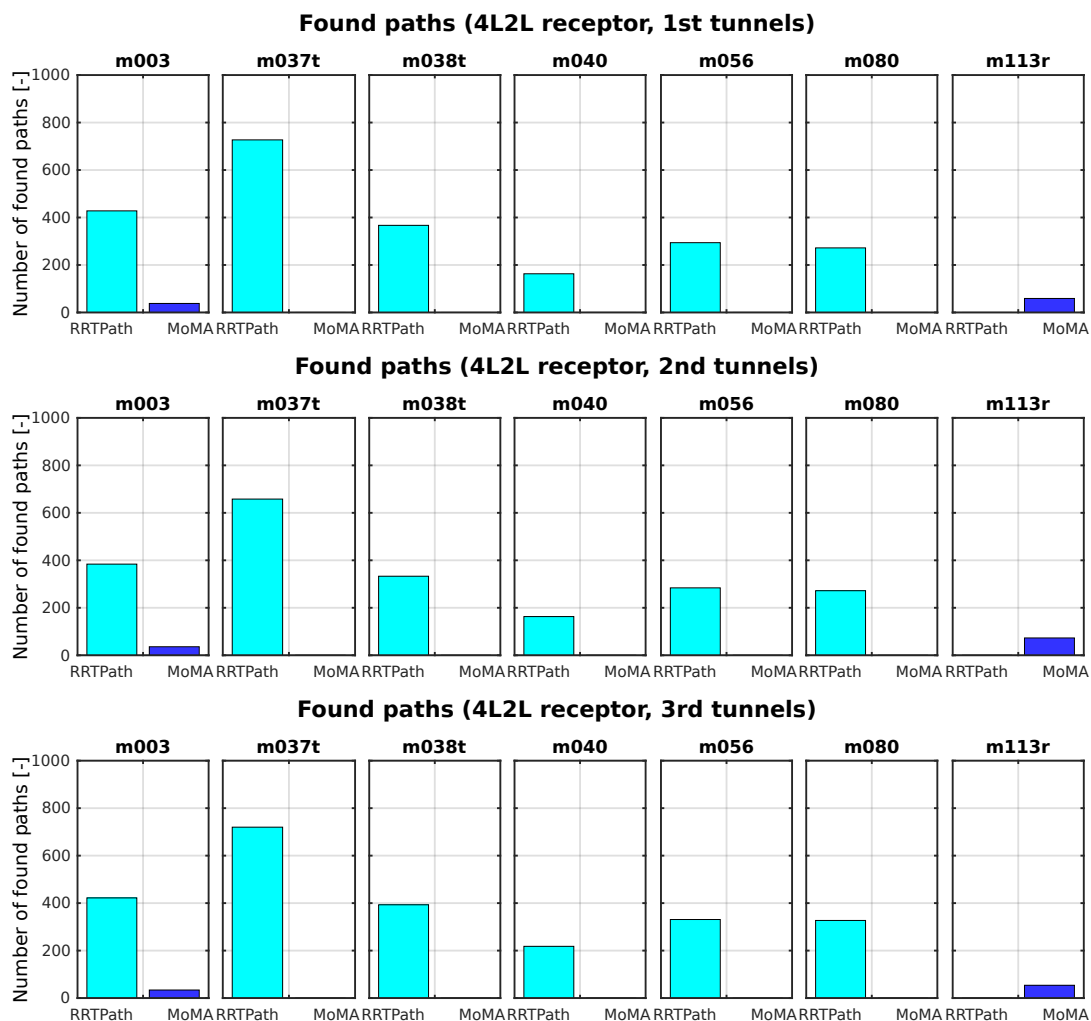 Found paths (4L2L receptor, 1st tunnels)
m003 m037t m038t m040 m056 m080 m113r
Number of found paths [-]
1000
800
600
400
200
0
RRTPath MoMA RRTPath MoMA RRTPath MoMA RRTPath MoMA RRTPath MoMA RRTPath MoMA RRTPath MoMA
Found paths (4L2L receptor, 2nd tunnels)
m003 m037t m038t m040 m056 m080 m113r
Number of found paths [-]
1000
800
600
400
200
0
RRTPath MoMA RRTPath MoMA RRTPath MoMA RRTPath MoMA RRTPath MoMA RRTPath MoMA RRTPath MoMA
Found paths (4L2L receptor, 3rd tunnels)
m003 m037t m038t m040 m056 m080 m113r
Number of found paths [-]
1000
800
600
400
200
0
RRTPath MoMA RRTPath MoMA RRTPath MoMA RRTPath MoMA RRTPath MoMA RRTPath MoMA RRTPath MoMA